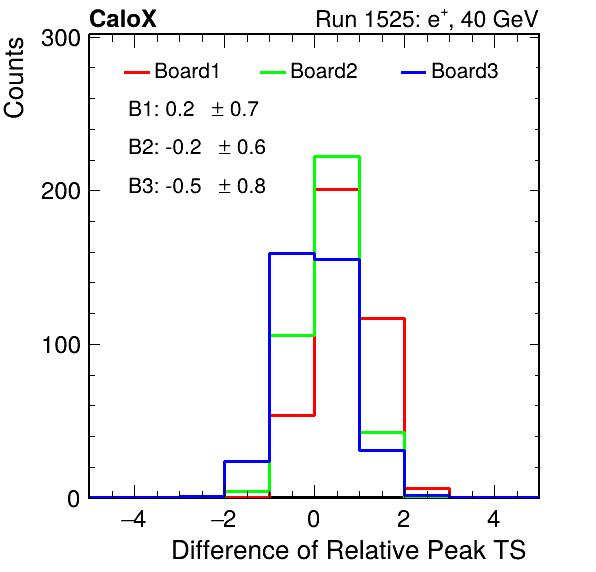 CaloX Run 1525: e⁺, 40 GeV
Counts
300
Board1 Board2 Board3
B1: 0.2 ± 0.7
B2: -0.2 ± 0.6
B3: -0.5 ± 0.8
200
100
0
−4 −2 0 2 4
Difference of Relative Peak TS